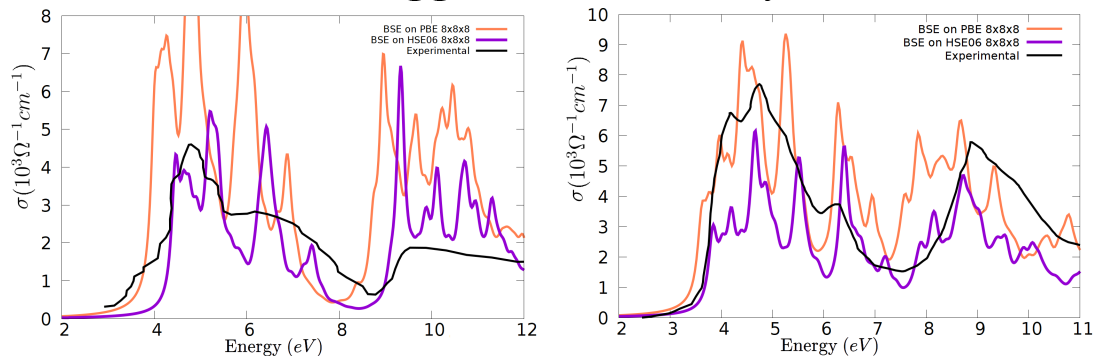 BSE on PBE 8x8x8
BSE on HSE06 8x8x8
Experimental
8
7
6
5
4
3
2
1
0
σ(10³Ω⁻¹cm⁻¹)
2 4 6 8 10 12
Energy (eV)
BSE on PBE 8x8x8
BSE on HSE06 8x8x8
Experimental
10
9
8
7
6
5
4
3
2
1
0
σ(10³Ω⁻¹cm⁻¹)
2 3 4 5 6 7 8 9 10 11
Energy (eV)